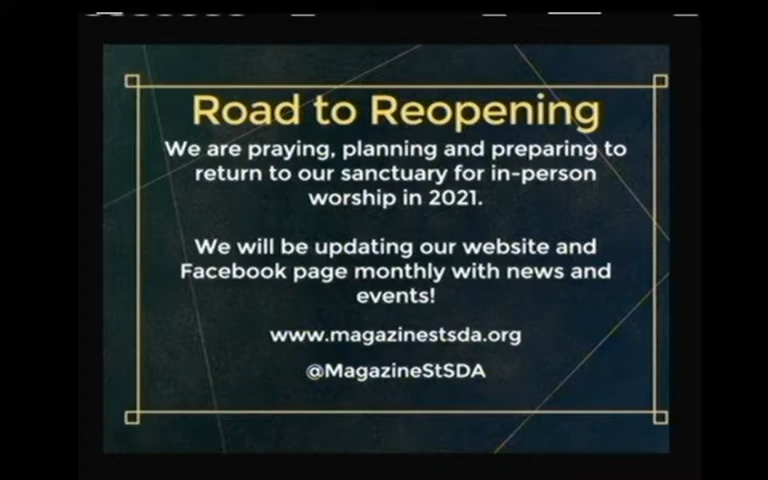 Road to Reopening
We are praying, planning and preparing to
return to our sanctuary for in-person
worship in 2021.
We will be updating our website and
Facebook page monthly with news and
events!
www.magazinestsda.org
@MagazineStSDA